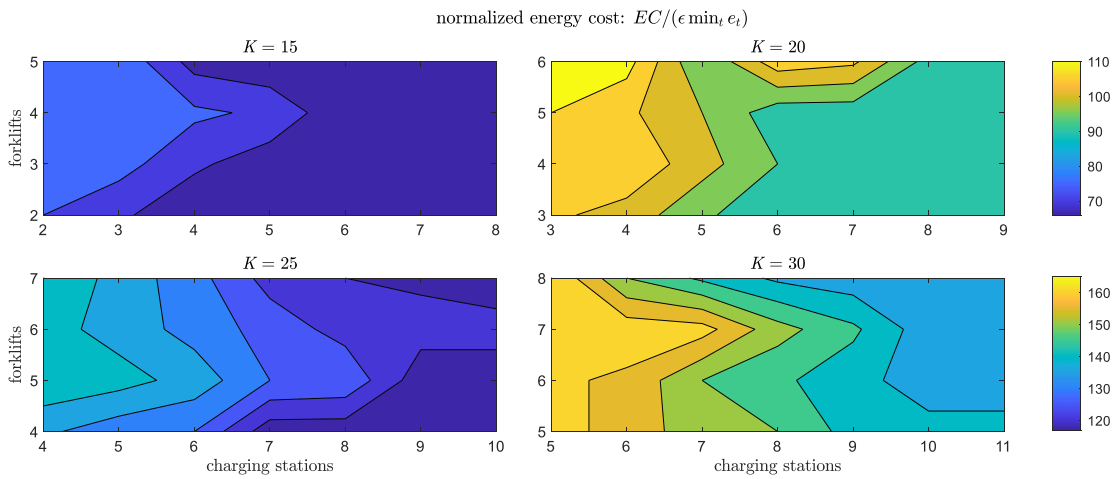 normalized energy cost: EC/(ϵ minₜ eₜ)
K = 15
K = 20
forklifts
5
4
3
2
2 3 4 5 6 7 8
6
5
4
3
3 4 5 6 7 8 9
110
100
90
80
70
K = 25
K = 30
forklifts
7
6
5
4
4 5 6 7 8 9 10
charging stations
8
7
6
5
5 6 7 8 9 10 11
charging stations
160
150
140
130
120